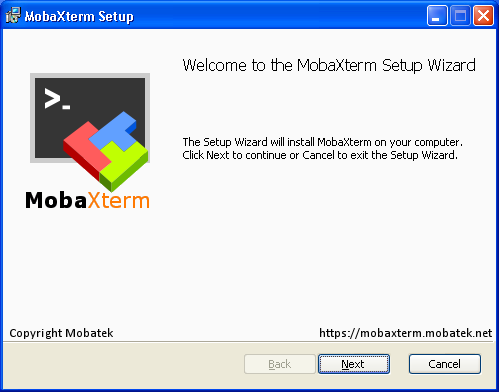 MobaXterm Setup
Welcome to the MobaXterm Setup Wizard
>_
The Setup Wizard will install MobaXterm on your computer.
Click Next to continue or Cancel to exit the Setup Wizard.
MobaXterm
Copyright Mobatek https://mobaxterm.mobatek.net
Back Next Cancel